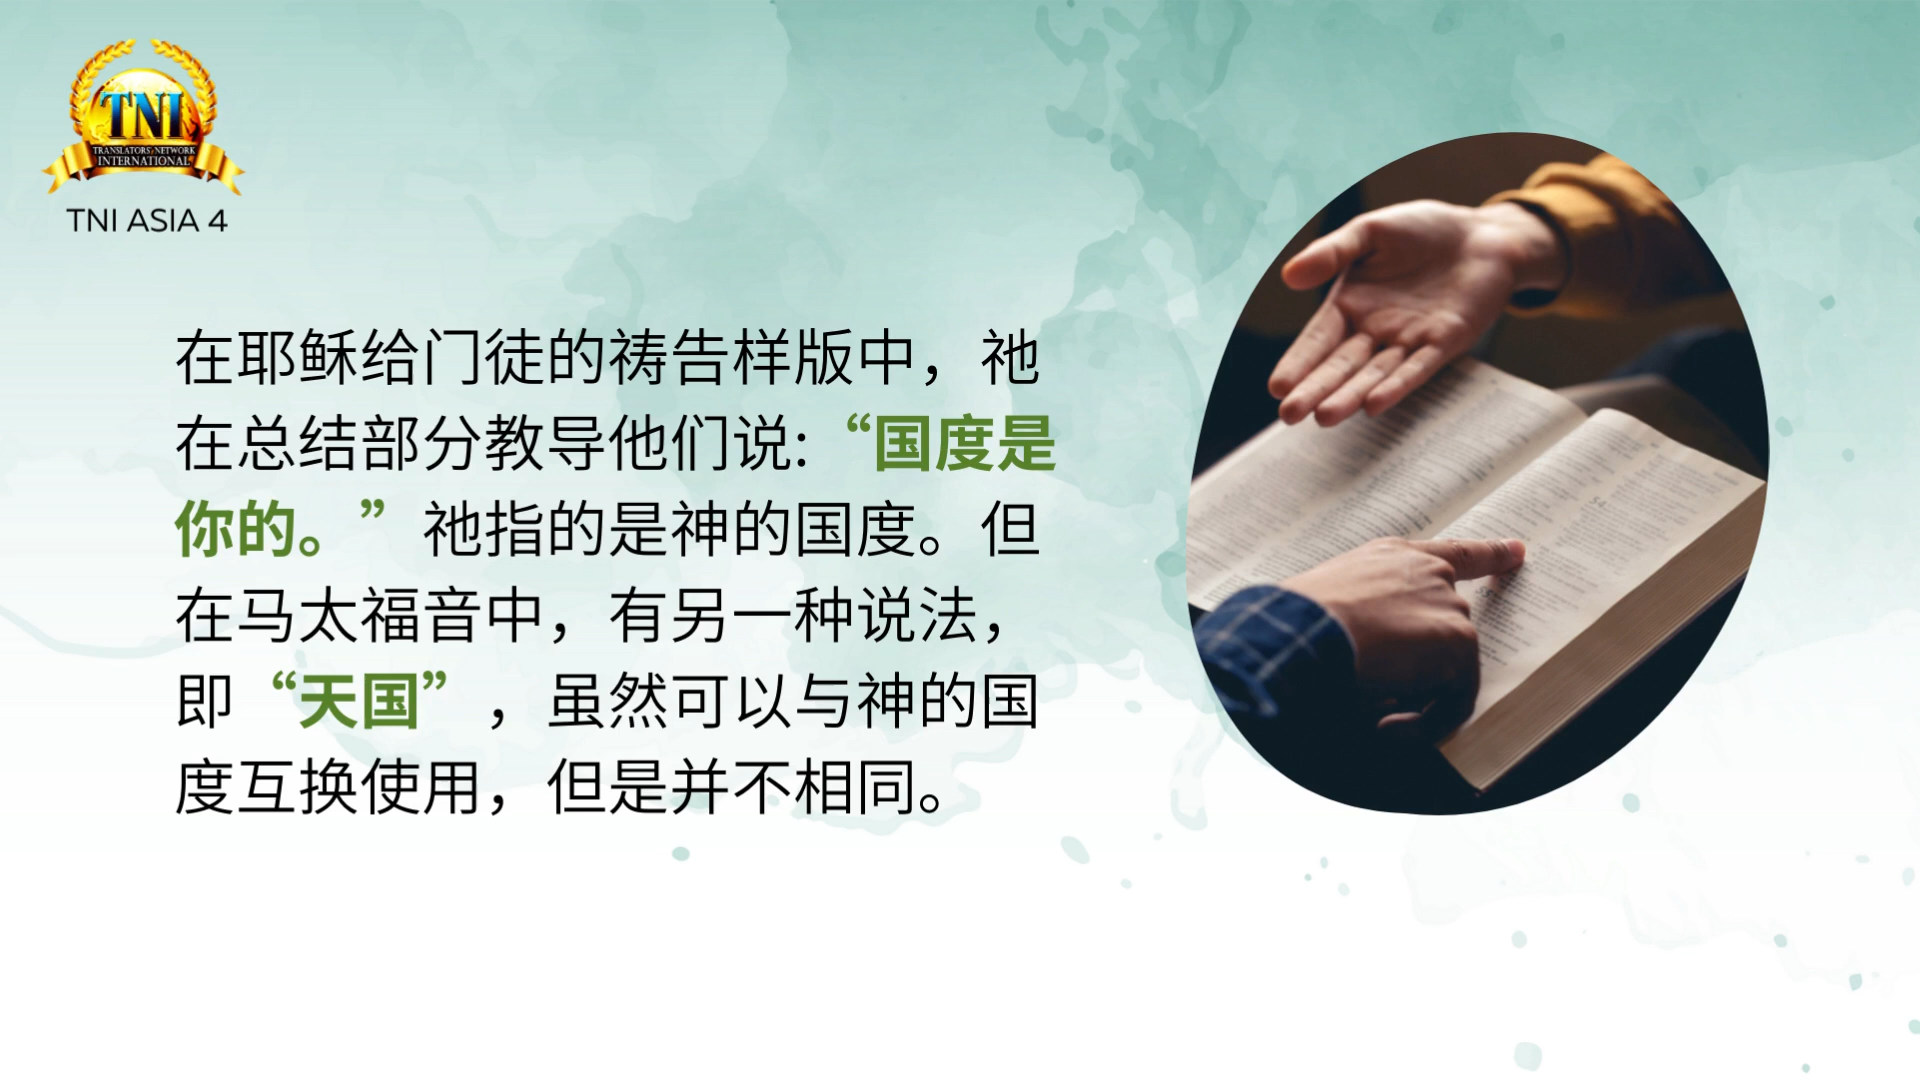 TNI
TRANSLATORS' NETWORK
INTERNATIONAL
TNI ASIA 4
在耶稣给门徒的祷告样版中，祂
在总结部分教导他们说:“国度是
你的。”祂指的是神的国度。但
在马太福音中，有另一种说法，
即“天国”，虽然可以与神的国
度互换使用，但是并不相同。